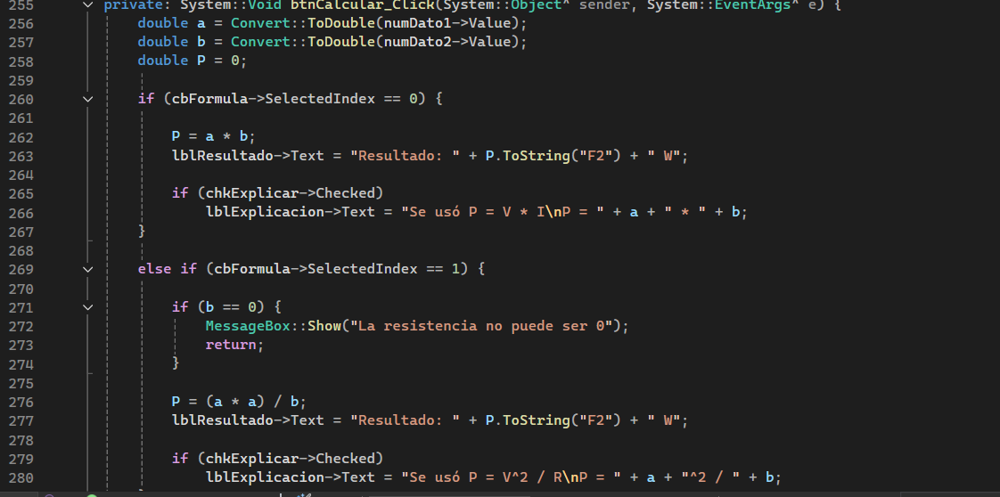 255 private: System::Void btnCalcular_Click(System::Object^ sender, System::EventArgs^ e) {
256 double a = Convert::ToDouble(numDato1->Value);
257 double b = Convert::ToDouble(numDato2->Value);
258 double P = 0;
259
260 if (cbFormula->SelectedIndex == 0) {
261
262 P = a * b;
263 lblResultado->Text = "Resultado: " + P.ToString("F2") + " W";
264
265 if (chkExplicar->Checked)
266 lblExplicacion->Text = "Se usó P = V * I\nP = " + a + " * " + b;
267 }
268
269 else if (cbFormula->SelectedIndex == 1) {
270
271 if (b == 0) {
272 MessageBox::Show("La resistencia no puede ser 0");
273 return;
274 }
275
276 P = (a * a) / b;
277 lblResultado->Text = "Resultado: " + P.ToString("F2") + " W";
278
279 if (chkExplicar->Checked)
280 lblExplicacion->Text = "Se usó P = V^2 / R\nP = " + a + "^2 / " + b;